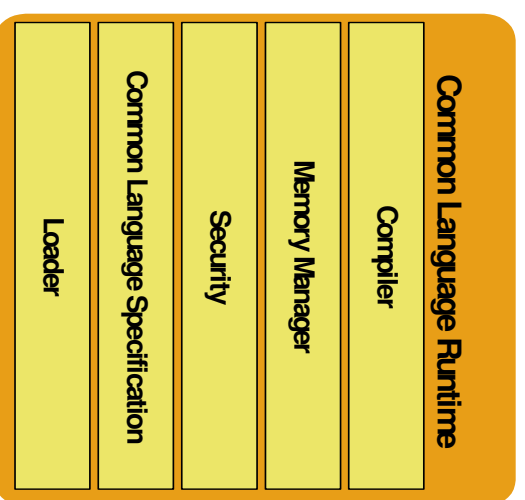 Common Language Runtime
Compiler
Memory Manager
Security
Common Language Specification
Loader